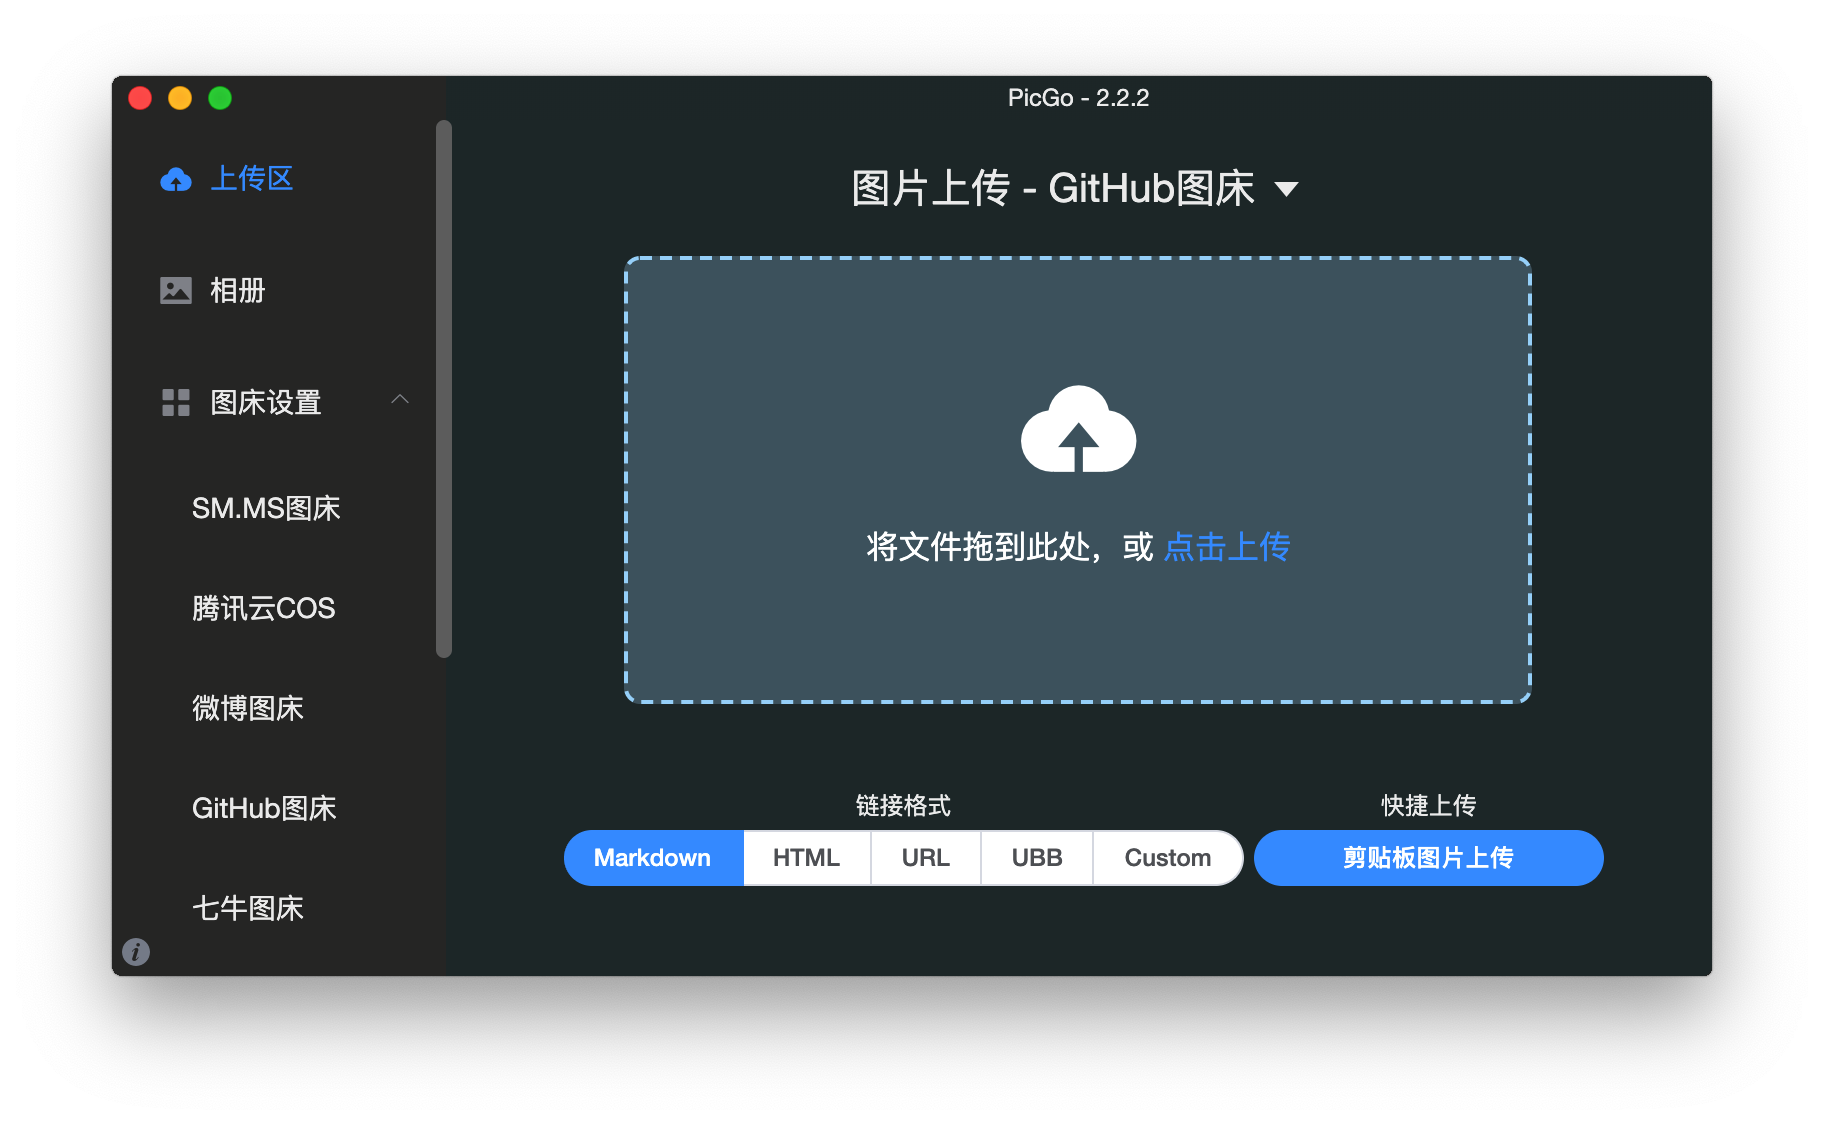 PicGo - 2.2.2
上传区
相册
图床设置
SM.MS图床
腾讯云COS
微博图床
GitHub图床
七牛图床
i
图片上传 - GitHub图床
将文件拖到此处，或 点击上传
链接格式
Markdown HTML URL UBB Custom
快捷上传
剪贴板图片上传